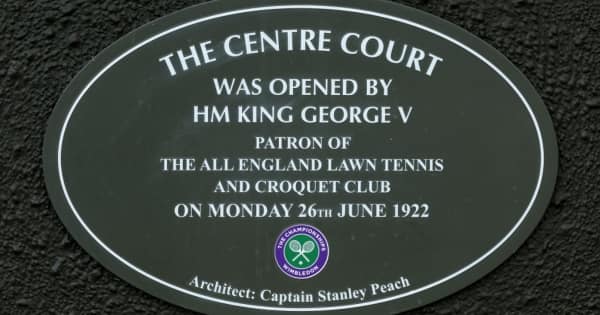 THE CENTRE COURT
WAS OPENED BY
HM KING GEORGE V
PATRON OF
THE ALL ENGLAND LAWN TENNIS
AND CROQUET CLUB
ON MONDAY 26TH JUNE 1922
THE CHAMPIONSHIPS
WIMBLEDON
Architect: Captain Stanley Peach